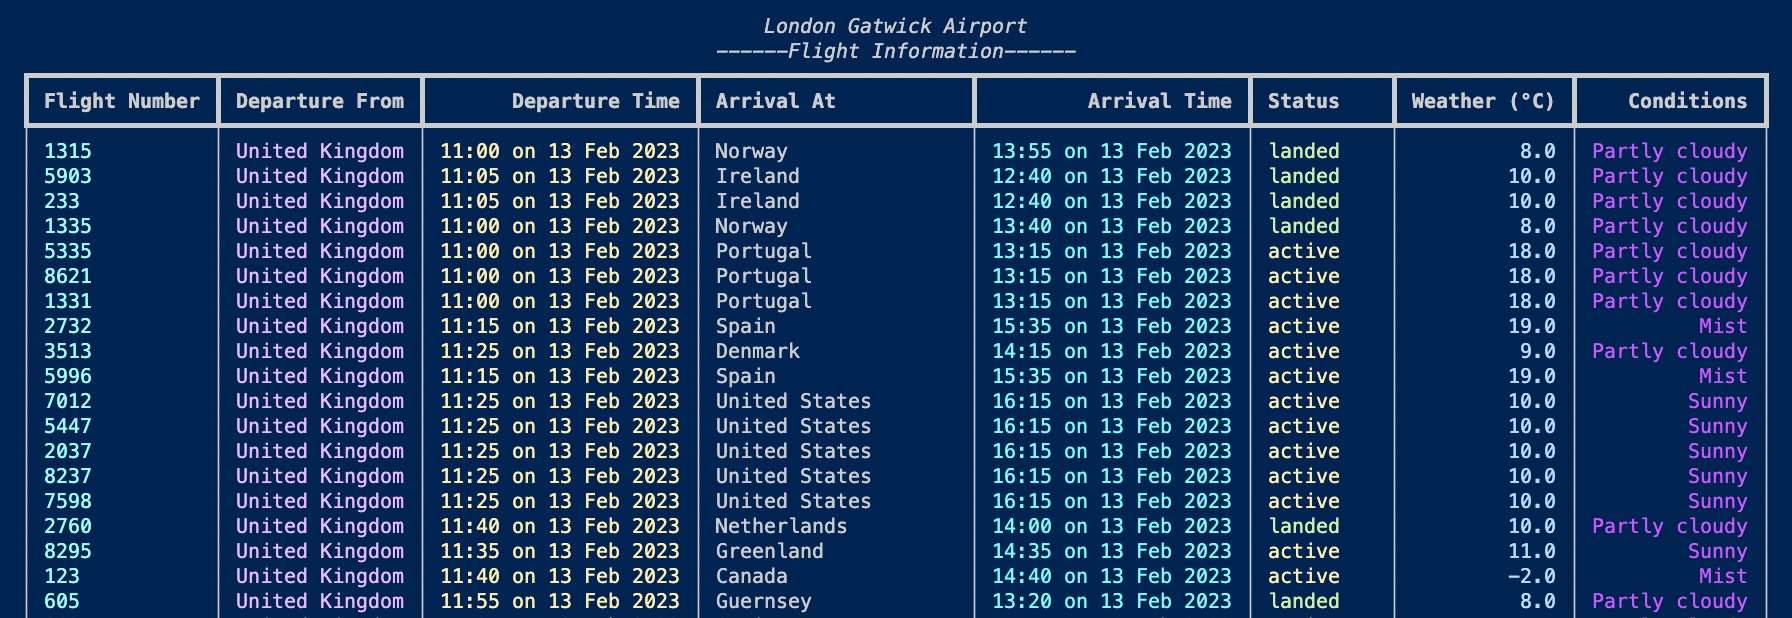 London Gatwick Airport
------Flight Information------
Flight Number Departure From Departure Time Arrival At Arrival Time Status Weather (°C) Conditions
1315 United Kingdom 11:00 on 13 Feb 2023 Norway 13:55 on 13 Feb 2023 landed 8.0 Partly cloudy
5903 United Kingdom 11:05 on 13 Feb 2023 Ireland 12:40 on 13 Feb 2023 landed 10.0 Partly cloudy
233 United Kingdom 11:05 on 13 Feb 2023 Ireland 12:40 on 13 Feb 2023 landed 10.0 Partly cloudy
1335 United Kingdom 11:00 on 13 Feb 2023 Norway 13:40 on 13 Feb 2023 landed 8.0 Partly cloudy
5335 United Kingdom 11:00 on 13 Feb 2023 Portugal 13:15 on 13 Feb 2023 active 18.0 Partly cloudy
8621 United Kingdom 11:00 on 13 Feb 2023 Portugal 13:15 on 13 Feb 2023 active 18.0 Partly cloudy
1331 United Kingdom 11:00 on 13 Feb 2023 Portugal 13:15 on 13 Feb 2023 active 18.0 Partly cloudy
2732 United Kingdom 11:15 on 13 Feb 2023 Spain 15:35 on 13 Feb 2023 active 19.0 Mist
3513 United Kingdom 11:25 on 13 Feb 2023 Denmark 14:15 on 13 Feb 2023 active 9.0 Partly cloudy
5996 United Kingdom 11:15 on 13 Feb 2023 Spain 15:35 on 13 Feb 2023 active 19.0 Mist
7012 United Kingdom 11:25 on 13 Feb 2023 United States 16:15 on 13 Feb 2023 active 10.0 Sunny
5447 United Kingdom 11:25 on 13 Feb 2023 United States 16:15 on 13 Feb 2023 active 10.0 Sunny
2037 United Kingdom 11:25 on 13 Feb 2023 United States 16:15 on 13 Feb 2023 active 10.0 Sunny
8237 United Kingdom 11:25 on 13 Feb 2023 United States 16:15 on 13 Feb 2023 active 10.0 Sunny
7598 United Kingdom 11:25 on 13 Feb 2023 United States 16:15 on 13 Feb 2023 active 10.0 Sunny
2760 United Kingdom 11:40 on 13 Feb 2023 Netherlands 14:00 on 13 Feb 2023 landed 10.0 Partly cloudy
8295 United Kingdom 11:35 on 13 Feb 2023 Greenland 14:35 on 13 Feb 2023 active 11.0 Sunny
123 United Kingdom 11:40 on 13 Feb 2023 Canada 14:40 on 13 Feb 2023 active -2.0 Mist
605 United Kingdom 11:55 on 13 Feb 2023 Guernsey 13:20 on 13 Feb 2023 landed 8.0 Partly cloudy